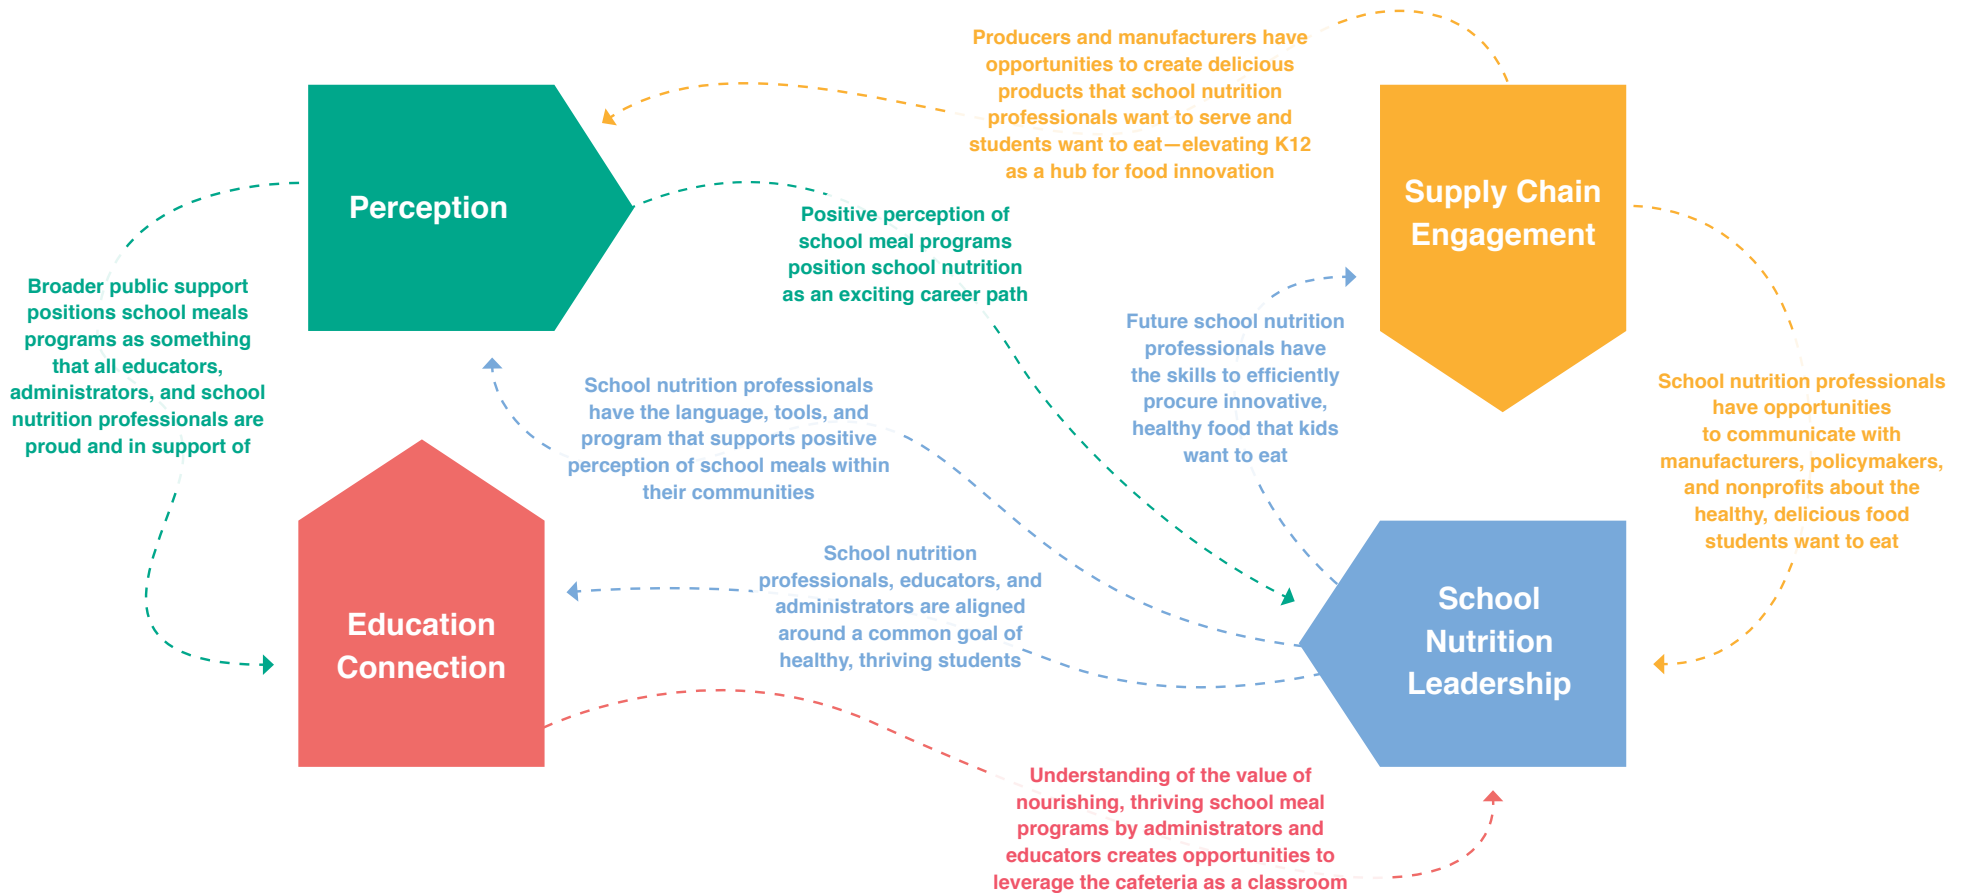 Producers and manufacturers have
opportunities to create delicious
products that school nutrition
professionals want to serve and
students want to eat—elevating K12
as a hub for food innovation
Perception
Supply Chain
Engagement
Positive perception of
school meal programs
position school nutrition
as an exciting career path
Broader public support
positions school meals
programs as something
that all educators,
administrators, and school
nutrition professionals are
proud and in support of
Future school nutrition
professionals have
the skills to efficiently
procure innovative,
healthy food that kids
want to eat
School nutrition professionals
have the language, tools, and
program that supports positive
perception of school meals within
their communities
School nutrition professionals
have opportunities
to communicate with
manufacturers, policymakers,
and nonprofits about the
healthy, delicious food
students want to eat
School nutrition
professionals, educators, and
administrators are aligned
around a common goal of
healthy, thriving students
Education
Connection
School
Nutrition
Leadership
Understanding of the value of
nourishing, thriving school meal
programs by administrators and
educators creates opportunities to
leverage the cafeteria as a classroom